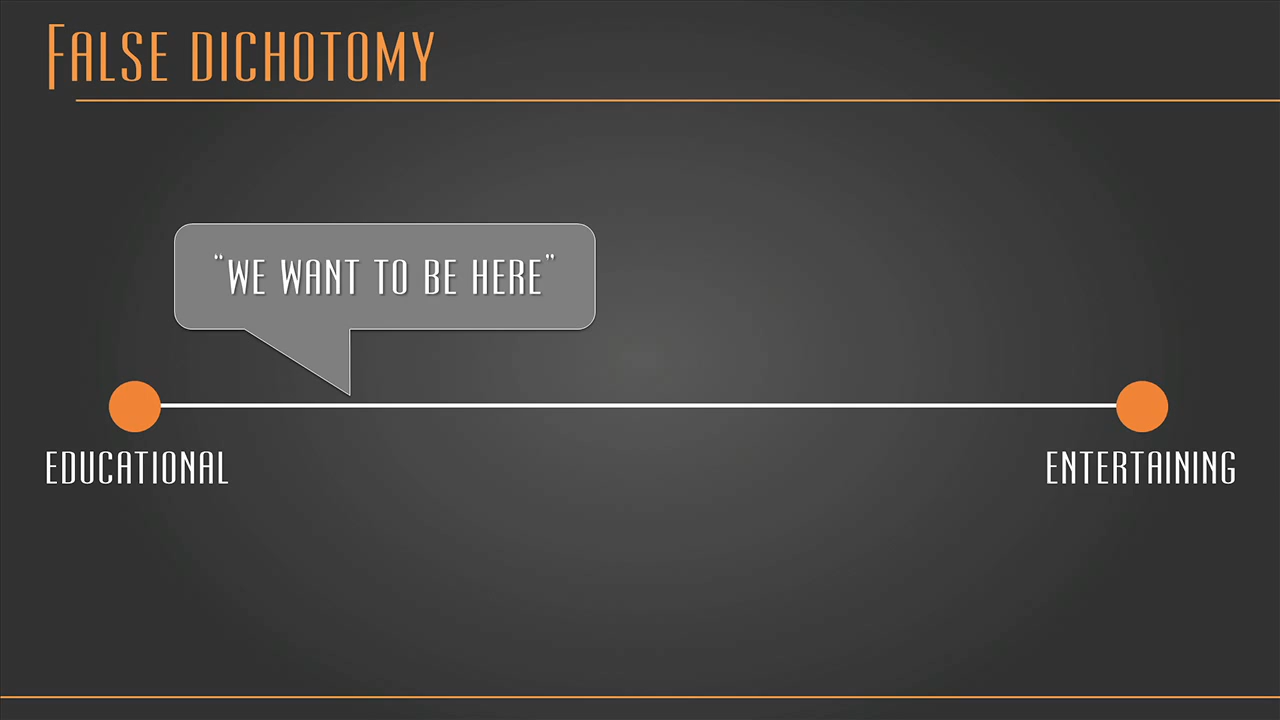 False dichotomy
"we want to be here"
educational
entertaining